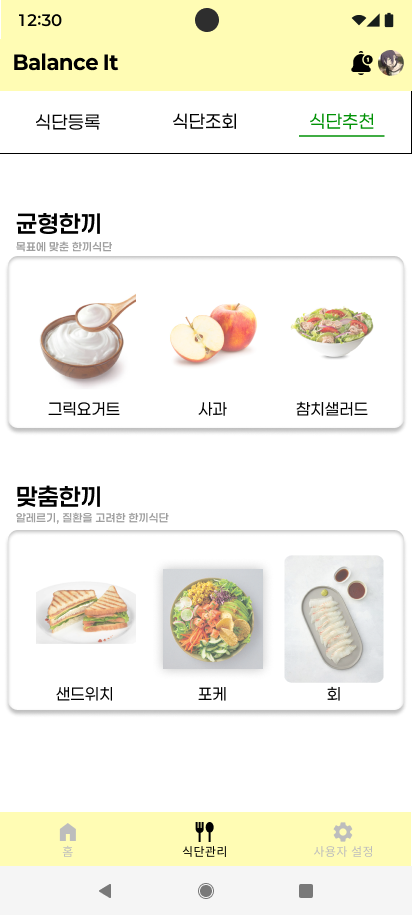 12:30
Balance It
식단등록 식단조회 식단추천
균형한끼
목표에 맞춘 한끼식단
그릭요거트 사과 참치샐러드
맞춤한끼
알레르기, 질환을 고려한 한끼식단
샌드위치 포케 회
홈 식단관리 사용자 설정